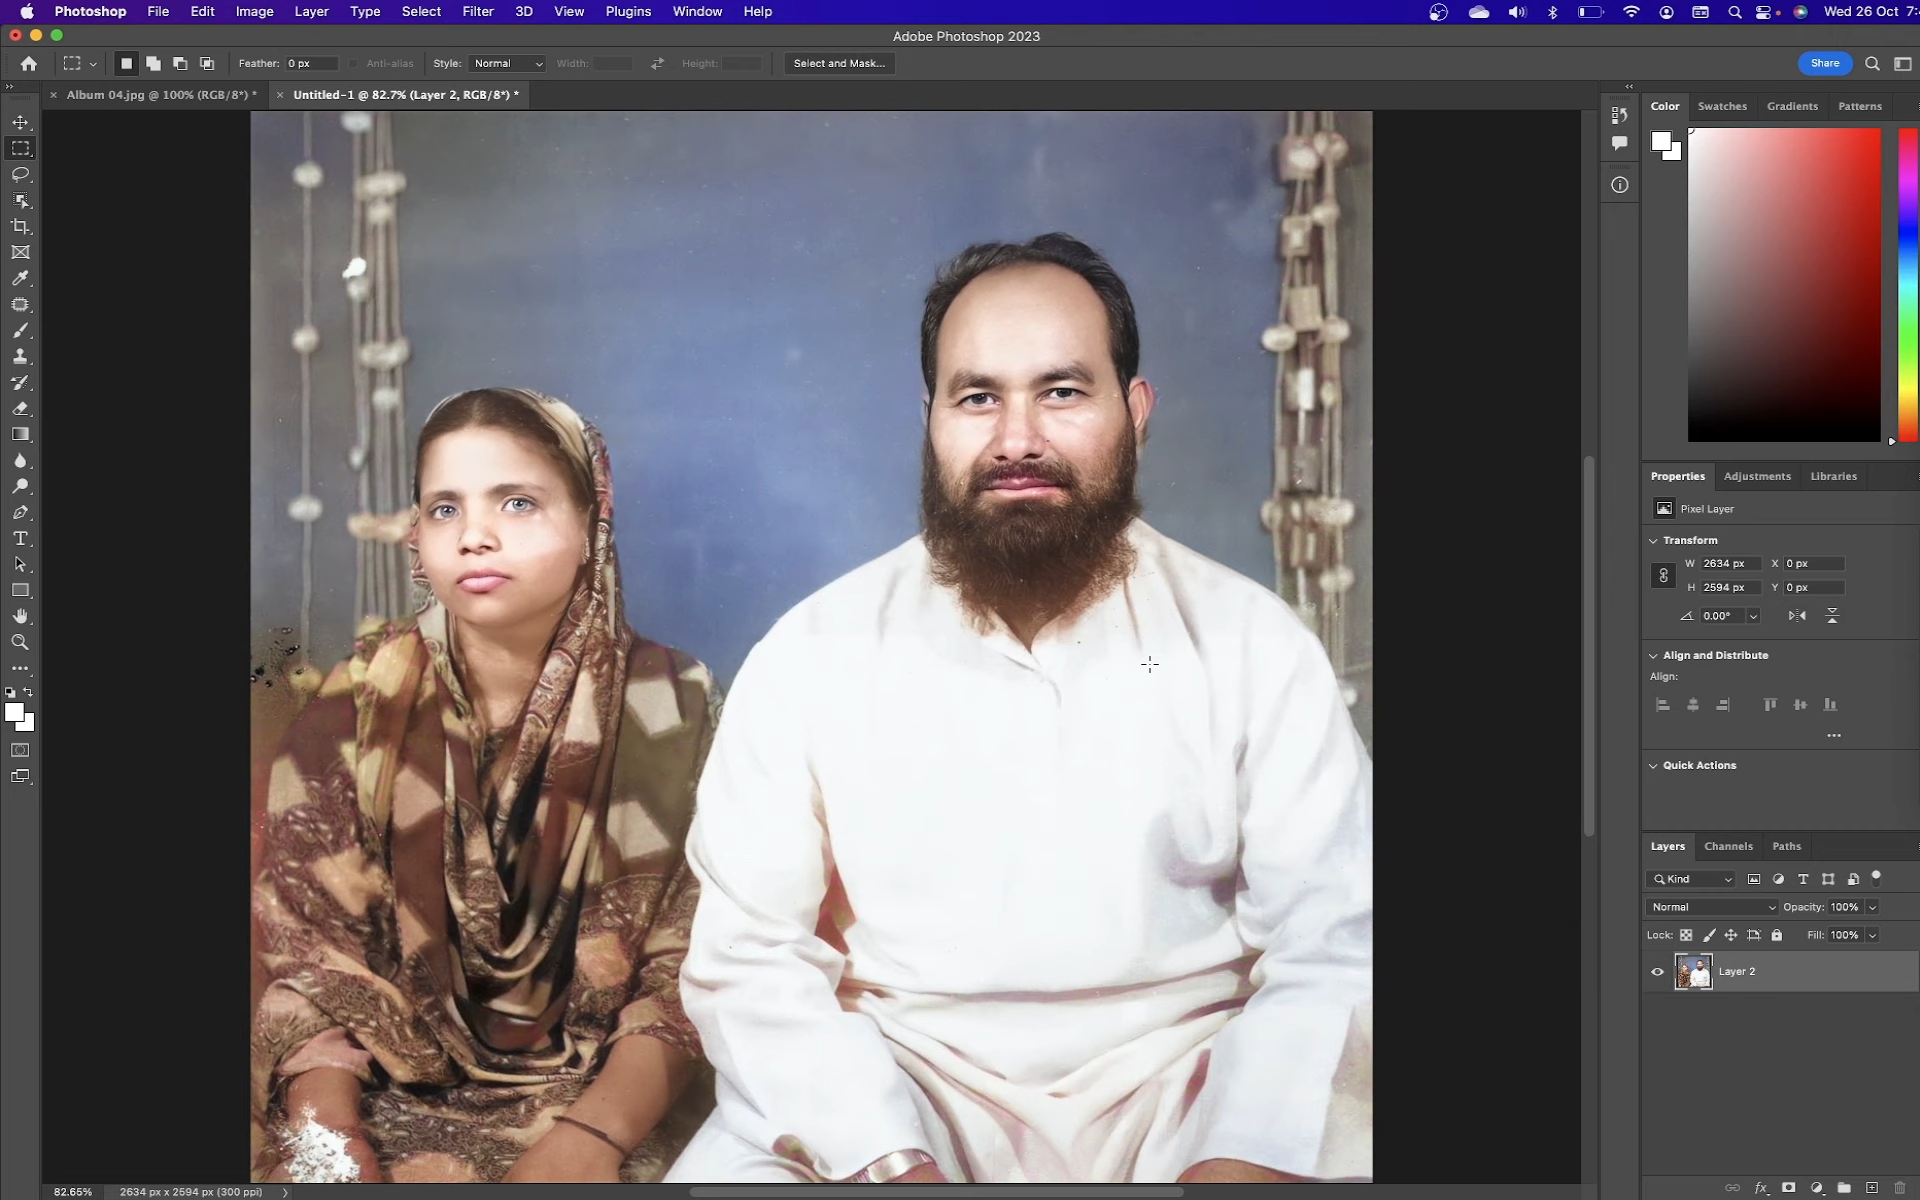 Photoshop File Edit Image Layer Type Select Filter 3D View Plugins Window Help Wed 26 Oct 7:
Adobe Photoshop 2023
Feather: 0 px Anti-alias Style: Normal Width: Height: Select and Mask... Share
× Album 04.jpg @ 100% (RGB/8*) * × Untitled-1 @ 82.7% (Layer 2, RGB/8*) *
Color Swatches Gradients Patterns
Properties Adjustments Libraries
Pixel Layer
Transform
W 2634 px X 0 px
H 2594 px Y 0 px
0.00°
Align and Distribute
Align:
Quick Actions
Layers Channels Paths
Kind
Normal Opacity: 100%
Lock: Fill: 100%
Layer 2
fx
82.65% 2634 px x 2594 px (300 ppi)